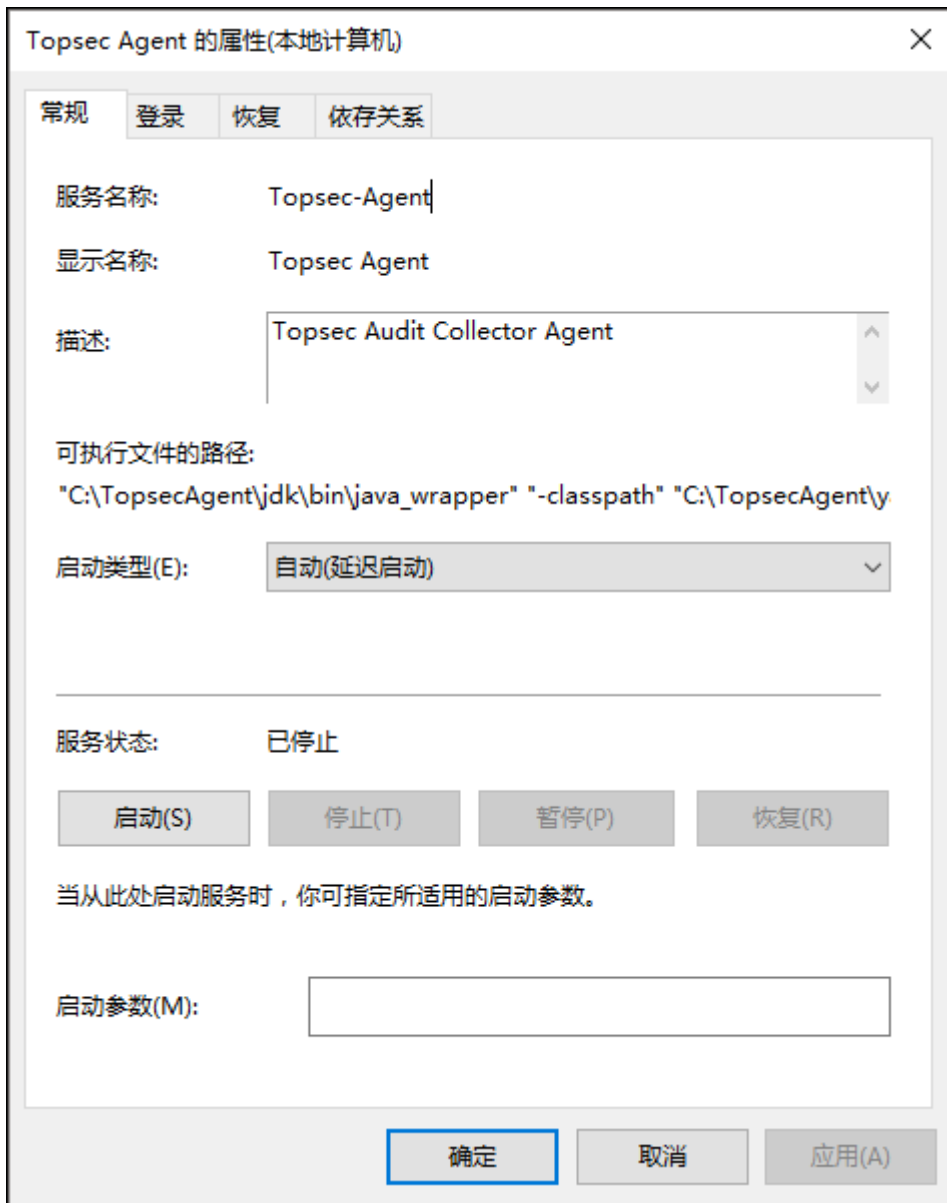 Topsec Agent 的属性(本地计算机)
常规 登录 恢复 依存关系
服务名称: Topsec-Agent
显示名称: Topsec Agent
描述: Topsec Audit Collector Agent
可执行文件的路径:
"C:\TopsecAgent\jdk\bin\java_wrapper" "-classpath" "C:\TopsecAgent\y
启动类型(E): 自动(延迟启动)
服务状态: 已停止
启动(S) 停止(T) 暂停(P) 恢复(R)
当从此处启动服务时，你可指定所适用的启动参数。
启动参数(M):
确定 取消 应用(A)